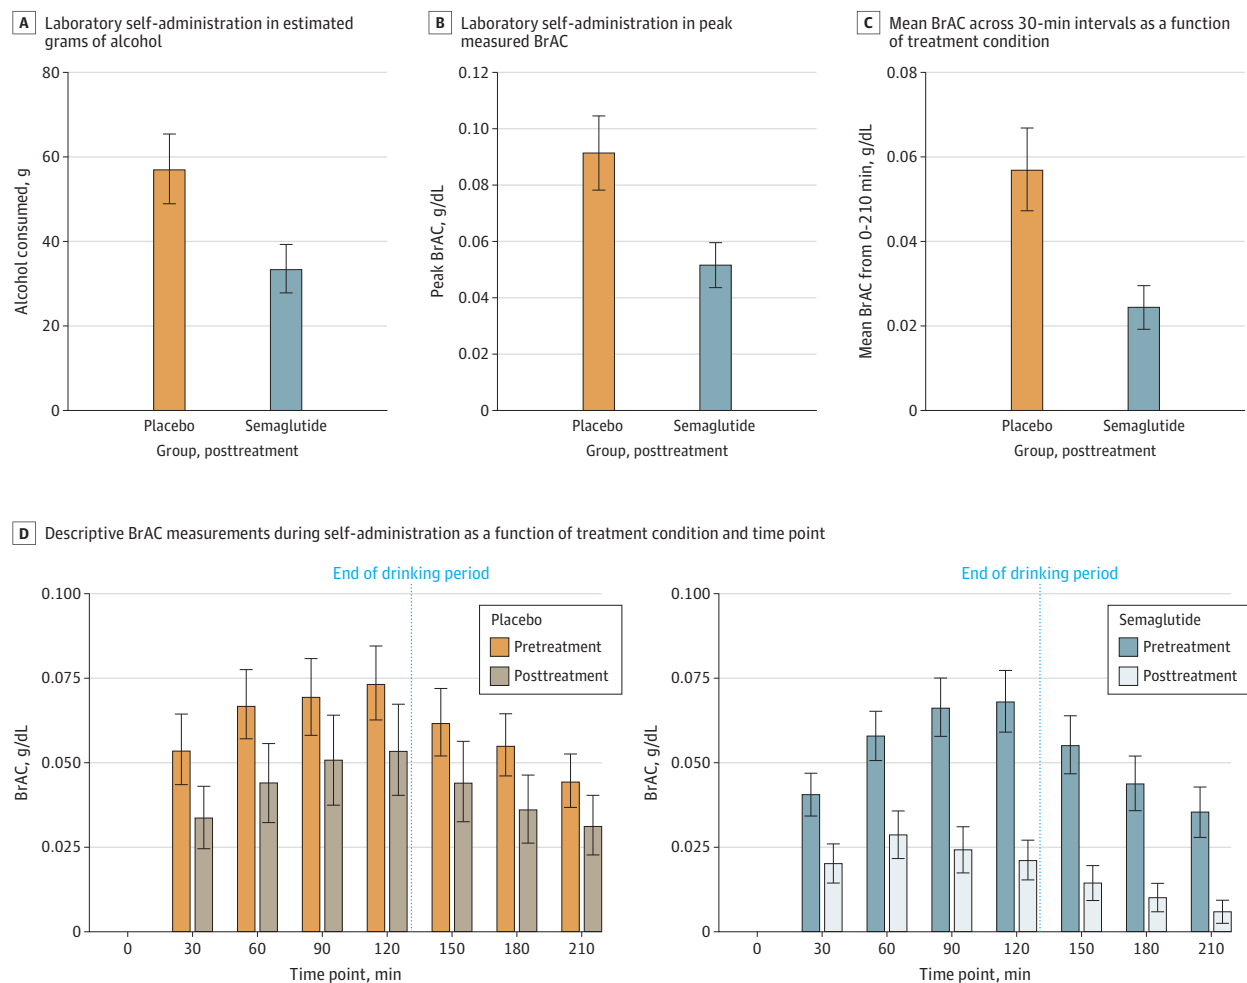 A Laboratory self-administration in estimated
grams of alcohol
80
60
40
20
0
Alcohol consumed, g
Placebo Semaglutide
Group, posttreatment
B Laboratory self-administration in peak
measured BrAC
0.12
0.10
0.08
0.06
0.04
0.02
0
Peak BrAC, g/dL
Placebo Semaglutide
Group, posttreatment
C Mean BrAC across 30-min intervals as a function
of treatment condition
0.08
0.06
0.04
0.02
0
Mean BrAC from 0-210 min, g/dL
Placebo Semaglutide
Group, posttreatment
D Descriptive BrAC measurements during self-administration as a function of treatment condition and time point
End of drinking period
0.100
0.075
0.050
0.025
0
BrAC, g/dL
Placebo
Pretreatment
Posttreatment
0 30 60 90 120 150 180 210
Time point, min
End of drinking period
0.100
0.075
0.050
0.025
0
BrAC, g/dL
Semaglutide
Pretreatment
Posttreatment
0 30 60 90 120 150 180 210
Time point, min